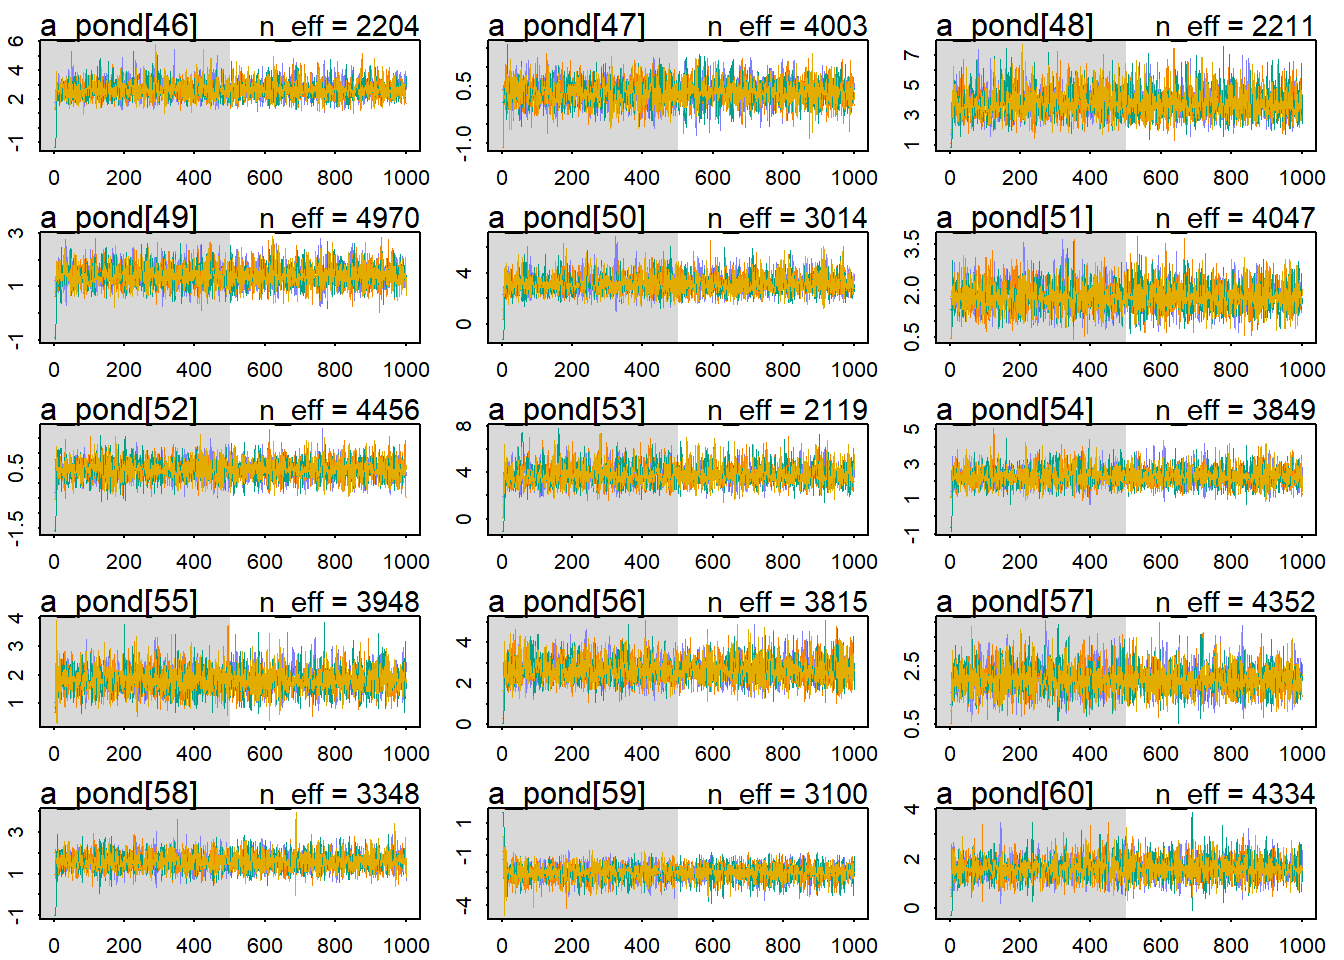 a_pond[46] n_eff = 2204 a_pond[47] n_eff = 4003 a_pond[48] n_eff = 2211
6 4 2 -1 0.5 -1.0 7 5 3 1
0 200 400 600 800 1000 0 200 400 600 800 1000 0 200 400 600 800 1000
a_pond[49] n_eff = 4970 a_pond[50] n_eff = 3014 a_pond[51] n_eff = 4047
3 1 -1 4 0 3.5 2.0 0.5
0 200 400 600 800 1000 0 200 400 600 800 1000 0 200 400 600 800 1000
a_pond[52] n_eff = 4456 a_pond[53] n_eff = 2119 a_pond[54] n_eff = 3849
0.5 -1.5 8 4 0 5 3 1 -1
0 200 400 600 800 1000 0 200 400 600 800 1000 0 200 400 600 800 1000
a_pond[55] n_eff = 3948 a_pond[56] n_eff = 3815 a_pond[57] n_eff = 4352
4 3 2 1 4 2 0 2.5 0.5
0 200 400 600 800 1000 0 200 400 600 800 1000 0 200 400 600 800 1000
a_pond[58] n_eff = 3348 a_pond[59] n_eff = 3100 a_pond[60] n_eff = 4334
3 1 -1 1 -1 -4 4 2 0
0 200 400 600 800 1000 0 200 400 600 800 1000 0 200 400 600 800 1000